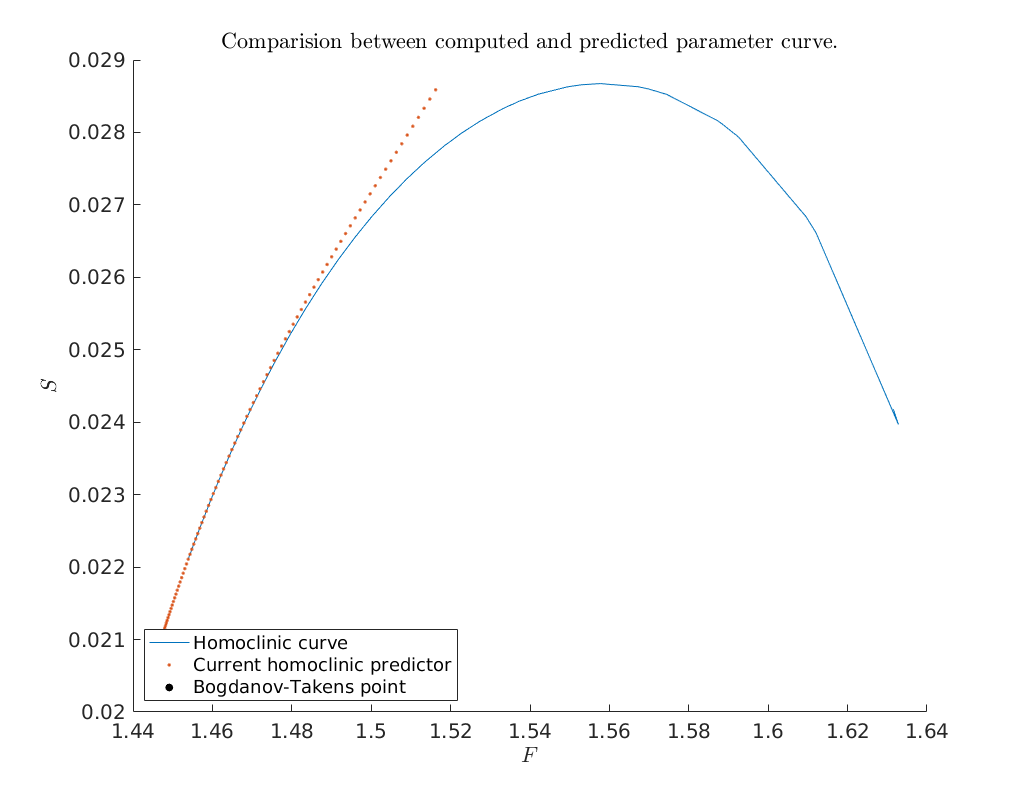 Comparision between computed and predicted parameter curve.
0.029
0.028
0.027
0.026
0.025
0.024
0.023
0.022
0.021
0.02
S
Homoclinic curve
Current homoclinic predictor
Bogdanov-Takens point
1.44 1.46 1.48 1.5 1.52 1.54 1.56 1.58 1.6 1.62 1.64
F